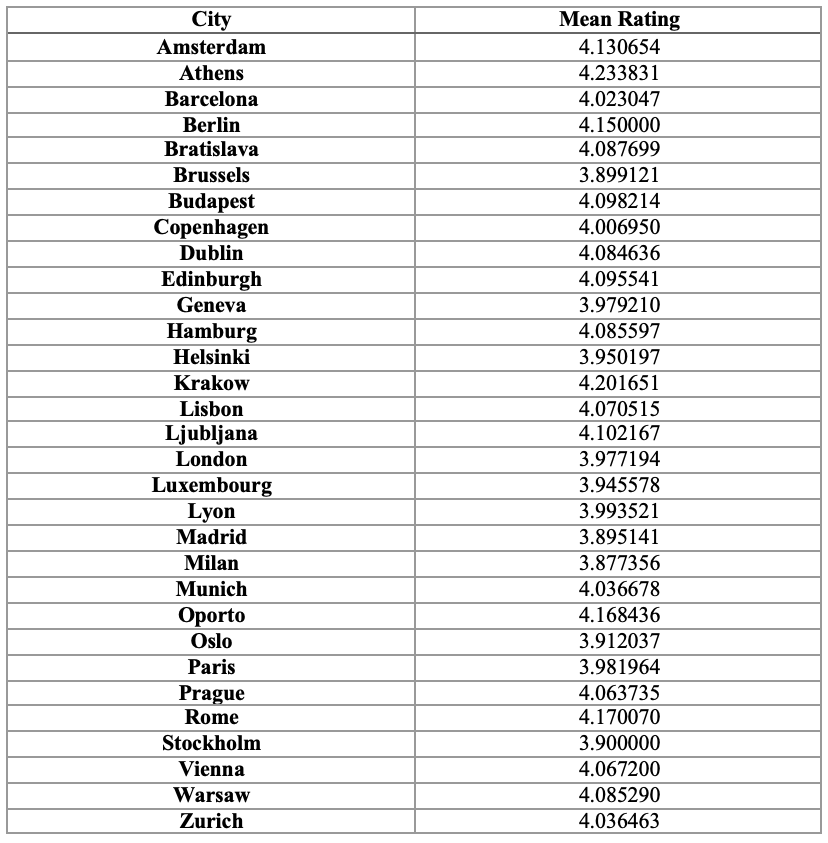 City Mean Rating
Amsterdam 4.130654
Athens 4.233831
Barcelona 4.023047
Berlin 4.150000
Bratislava 4.087699
Brussels 3.899121
Budapest 4.098214
Copenhagen 4.006950
Dublin 4.084636
Edinburgh 4.095541
Geneva 3.979210
Hamburg 4.085597
Helsinki 3.950197
Krakow 4.201651
Lisbon 4.070515
Ljubljana 4.102167
London 3.977194
Luxembourg 3.945578
Lyon 3.993521
Madrid 3.895141
Milan 3.877356
Munich 4.036678
Oporto 4.168436
Oslo 3.912037
Paris 3.981964
Prague 4.063735
Rome 4.170070
Stockholm 3.900000
Vienna 4.067200
Warsaw 4.085290
Zurich 4.036463